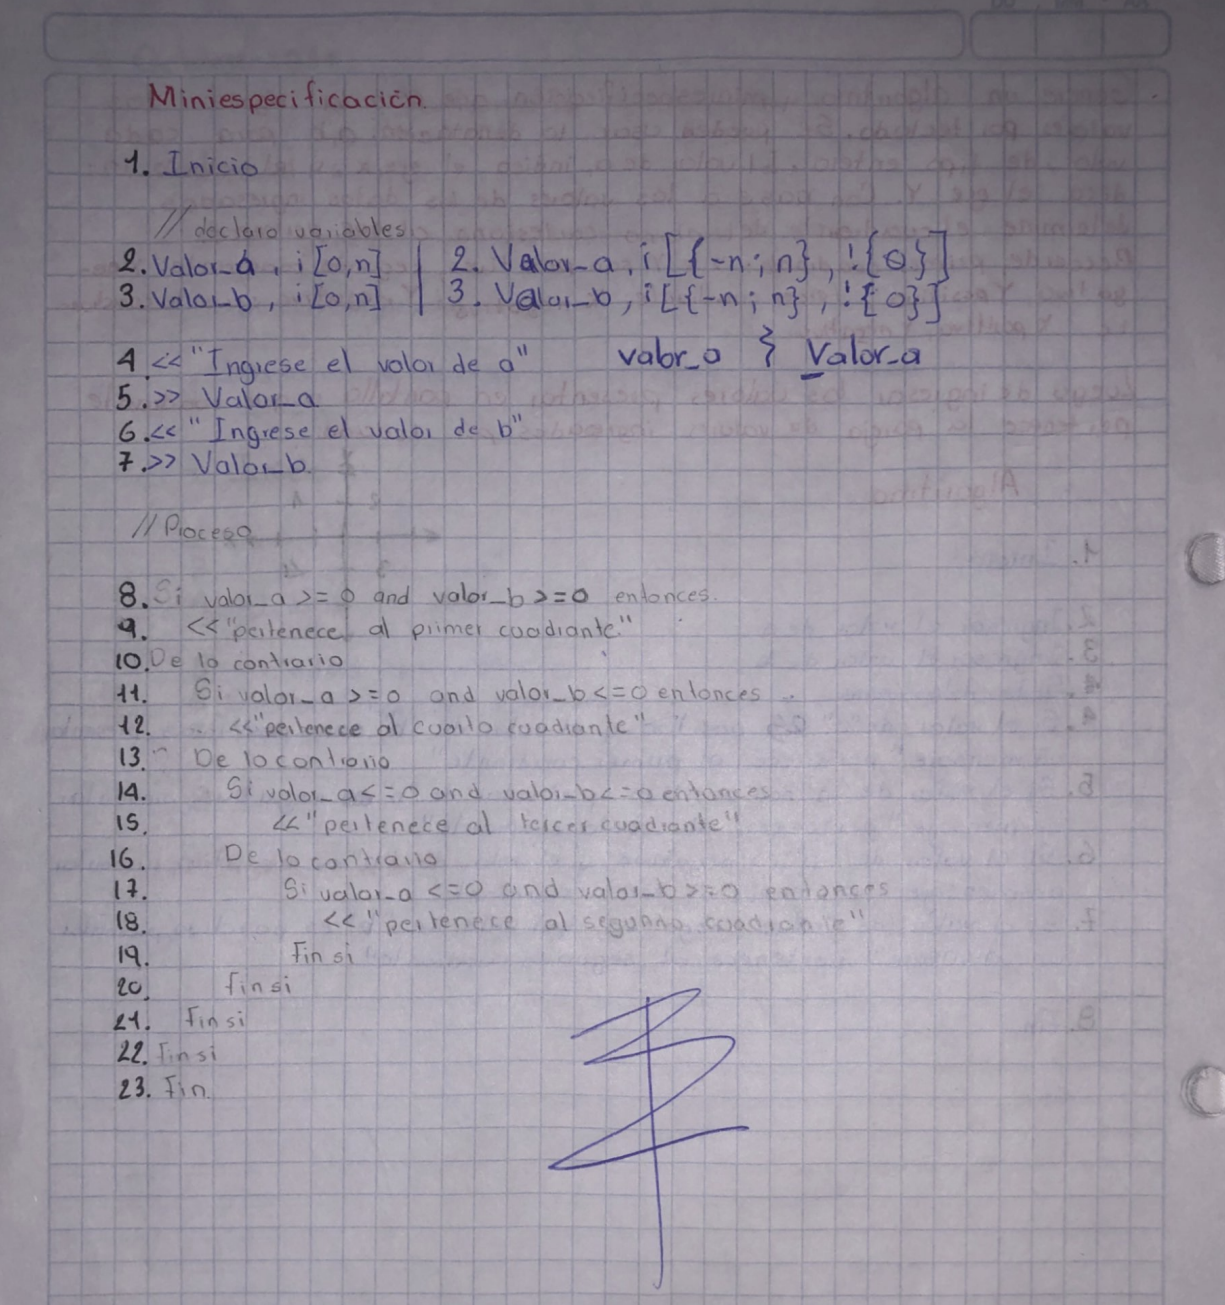 Miniespecificación.
1. Inicio
// declaro variables
2. Valor_a, i [0,n] | 2. Valor_a, i [{-n; n}, !{0}]
3. Valor_b, i[0,n] | 3. Valor_b, i[{-n; n}, !{0}]
4 << "Ingrese el valor de a" valor_a } Valor_a
5. >> Valor_a
6. << "Ingrese el valor de b"
7. >> Valor_b.
// Proceso
8. Si valor_a >= 0 and valor_b >= 0 entonces.
9. << "pertenece al primer cuadrante"
10. De lo contrario
11. Si valor_a >= 0 and valor_b <= 0 entonces
12. << "pertenece al cuarto cuadrante"
13. De lo contrario
14. Si valor_a <= 0 and valor_b <= 0 entonces
15. << "pertenece al tercer cuadrante"
16. De lo contrario
17. Si valor_a <= 0 and valor_b >= 0 entonces
18. << "pertenece al segundo cuadrante"
19. Fin si
20. fin si
21. Fin si
22. Fin si
23. Fin.